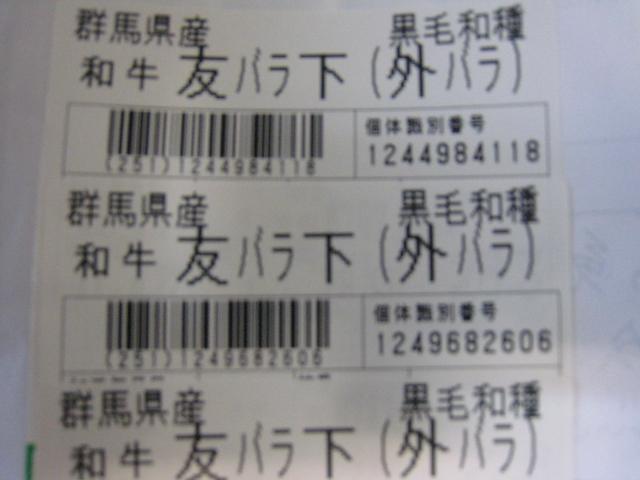 群馬県産 黒毛和種
和牛 友バラ下 (外バラ)
個体識別番号
(251)1244984118 1244984118
群馬県産 黒毛和種
和牛 友バラ下 (外バラ)
個体識別番号
(251)1249682606 1249682606
群馬県産 黒毛和種
和牛 友バラ下 (外バラ)